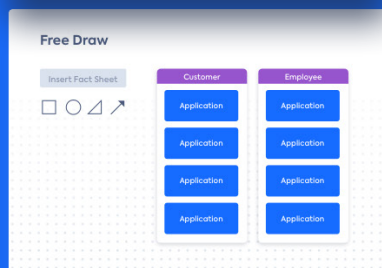 Free Draw
Insert Fact Sheet
Customer
Application
Application
Application
Application
Employee
Application
Application
Application
Application